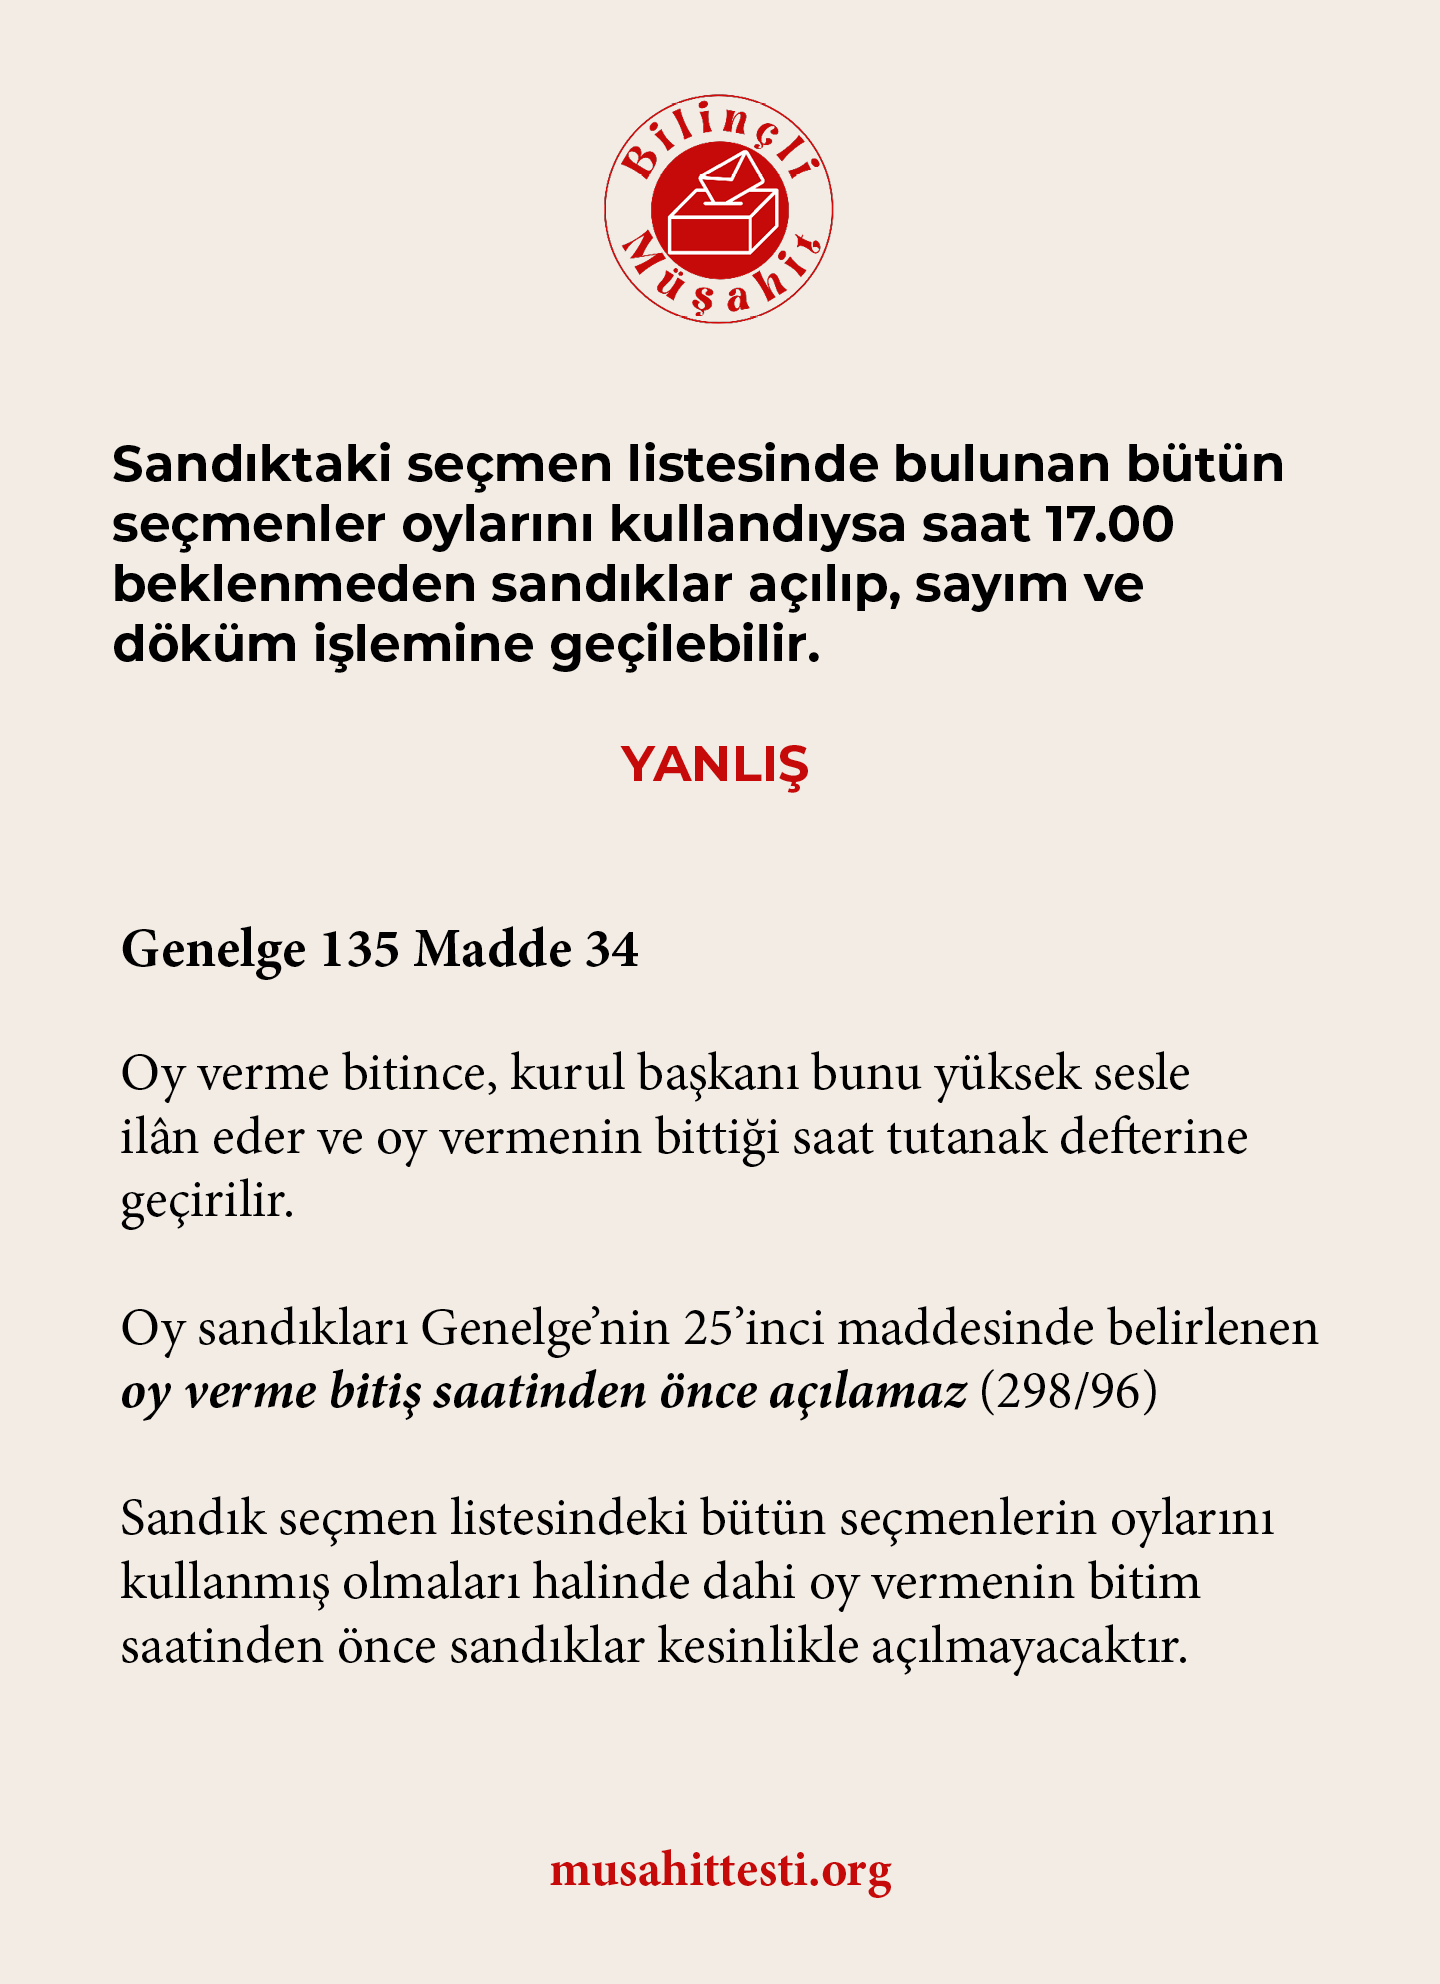 Bilinçli
Müşahit
Sandıktaki seçmen listesinde bulunan bütün
seçmenler oylarını kullandıysa saat 17.00
beklenmeden sandıklar açılıp, sayım ve
döküm işlemine geçilebilir.
YANLIŞ
Genelge 135 Madde 34
Oy verme bitince, kurul başkanı bunu yüksek sesle
ilân eder ve oy vermenin bittiği saat tutanak defterine
geçirilir.
Oy sandıkları Genelge’nin 25’inci maddesinde belirlenen
oy verme bitiş saatinden önce açılamaz (298/96)
Sandık seçmen listesindeki bütün seçmenlerin oylarını
kullanmış olmaları halinde dahi oy vermenin bitim
saatinden önce sandıklar kesinlikle açılmayacaktır.
musahittesti.org